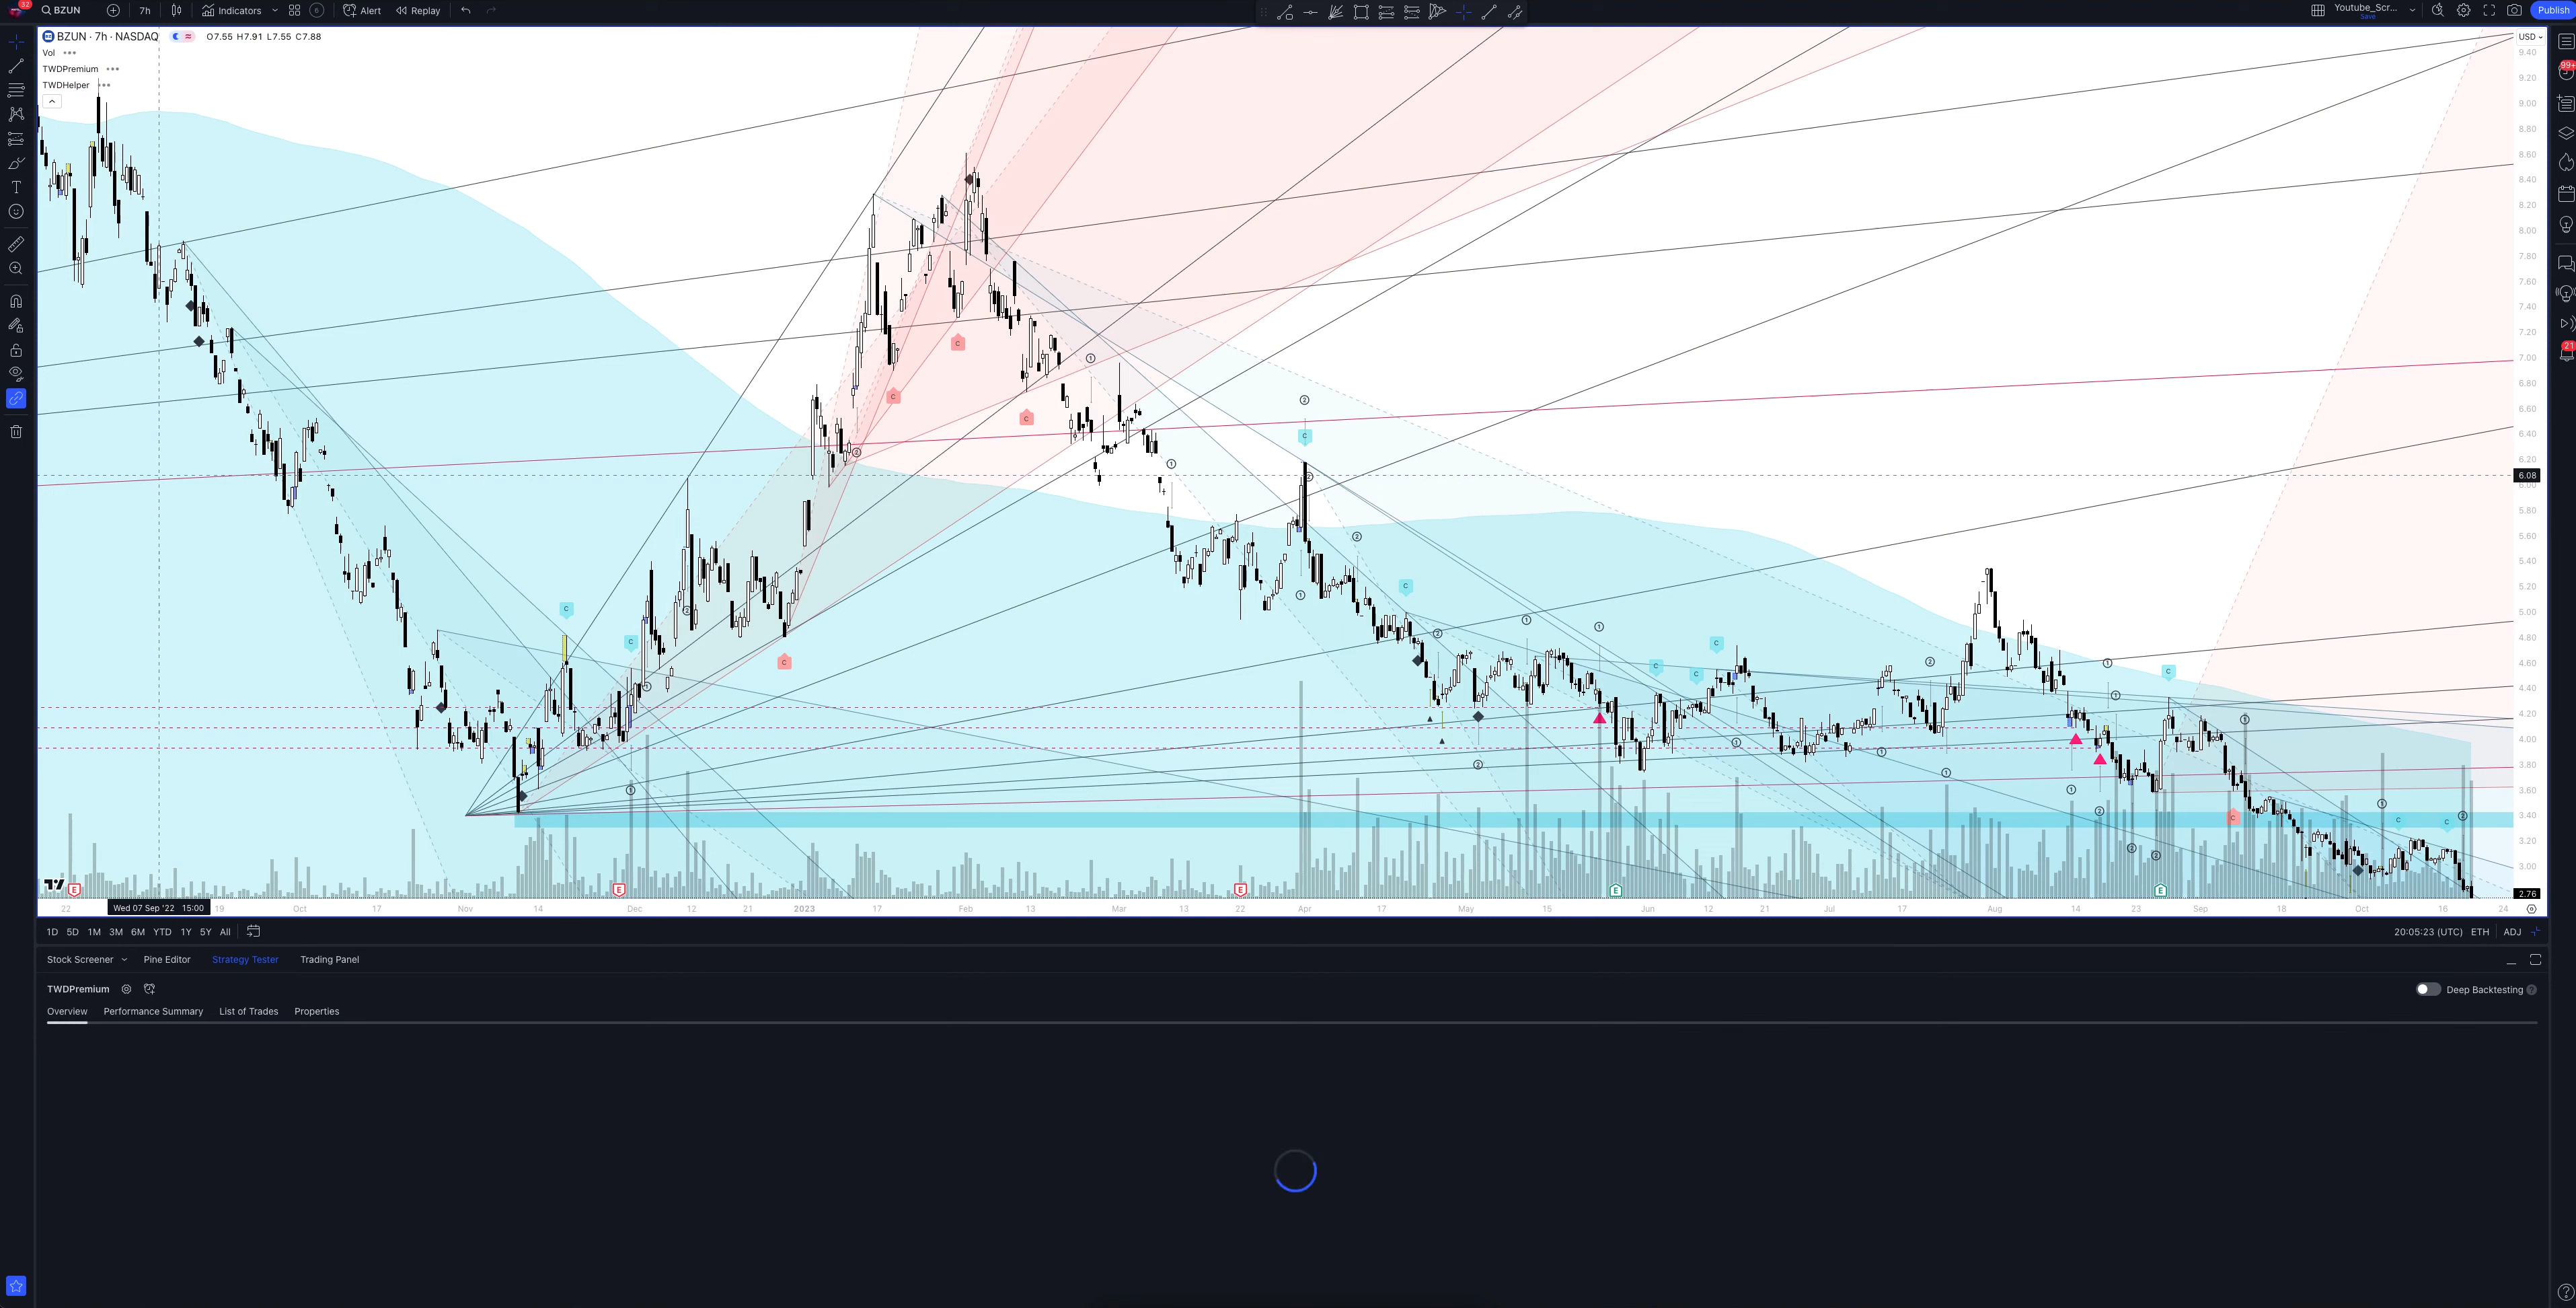 32
BZUN
7h
Indicators
6
Alert
Replay
Youtube_Scr...
Save
Publish
BZUN · 7h · NASDAQ
O7.55 H7.91 L7.55 C7.88
Vol
TWDPremium
TWDHelper
USD
9.40
9.20
9.00
8.80
8.60
8.40
8.20
8.00
7.80
7.60
7.40
7.20
7.00
6.80
6.60
6.40
6.20
6.08
6.00
5.80
5.60
5.40
5.20
5.00
4.80
4.60
4.40
4.20
4.00
3.80
3.60
3.40
3.20
3.00
2.76
99+
21
22
Wed 07 Sep '22 15:00
19 Oct 17 Nov 14 Dec 12 21 2023 17 Feb 13 Mar 13 22 Apr 17 May 15 Jun 12 21 Jul 17 Aug 14 23 Sep 18 Oct 16 24
1D 5D 1M 3M 6M YTD 1Y 5Y All
20:05:23 (UTC) ETH ADJ
Stock Screener Pine Editor Strategy Tester Trading Panel
TWDPremium
Deep Backtesting
Overview Performance Summary List of Trades Properties